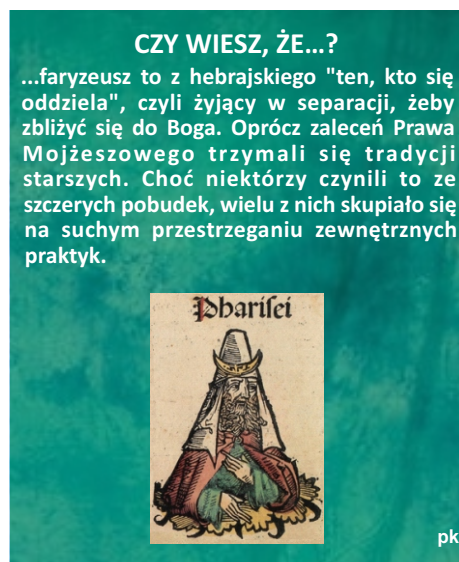 CZY WIESZ, ŻE...?
...faryzeusz to z hebrajskiego "ten, kto się
oddziela", czyli żyjący w separacji, żeby
zbliżyć się do Boga. Oprócz zaleceń Prawa
Mojżeszowego trzymali się tradycji
starszych. Choć niektórzy czynili to ze
szczerych pobudek, wielu z nich skupiało się
na suchym przestrzeganiu zewnętrznych
praktyk.
Pharisei
pk